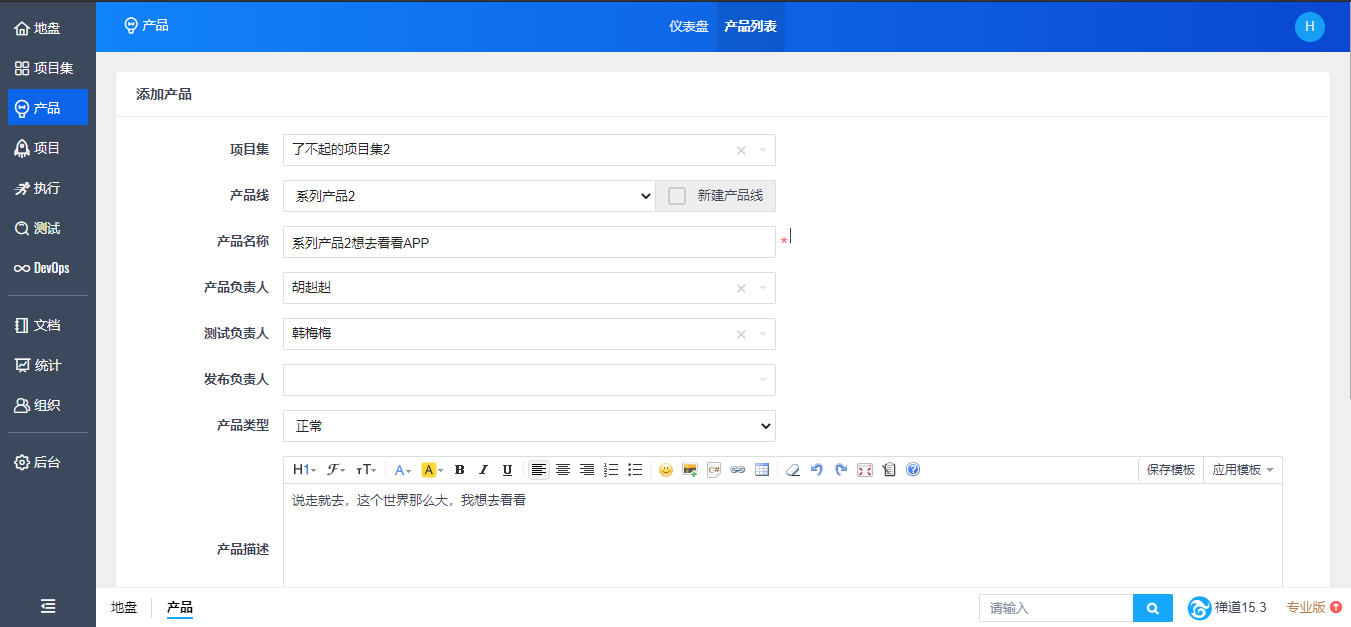 地盘
项目集
产品
项目
执行
测试
DevOps
文档
统计
组织
后台
产品
仪表盘 产品列表
H
添加产品
项目集 了不起的项目集2
产品线 系列产品2 新建产品线
产品名称 系列产品2想去看看APP *
产品负责人 胡赳赳
测试负责人 韩梅梅
发布负责人
产品类型 正常
H1 ℱ тT A A B I U 保存模板 应用模板
说走就去，这个世界那么大，我想去看看
产品描述
地盘 产品 请输入 禅道15.3 专业版